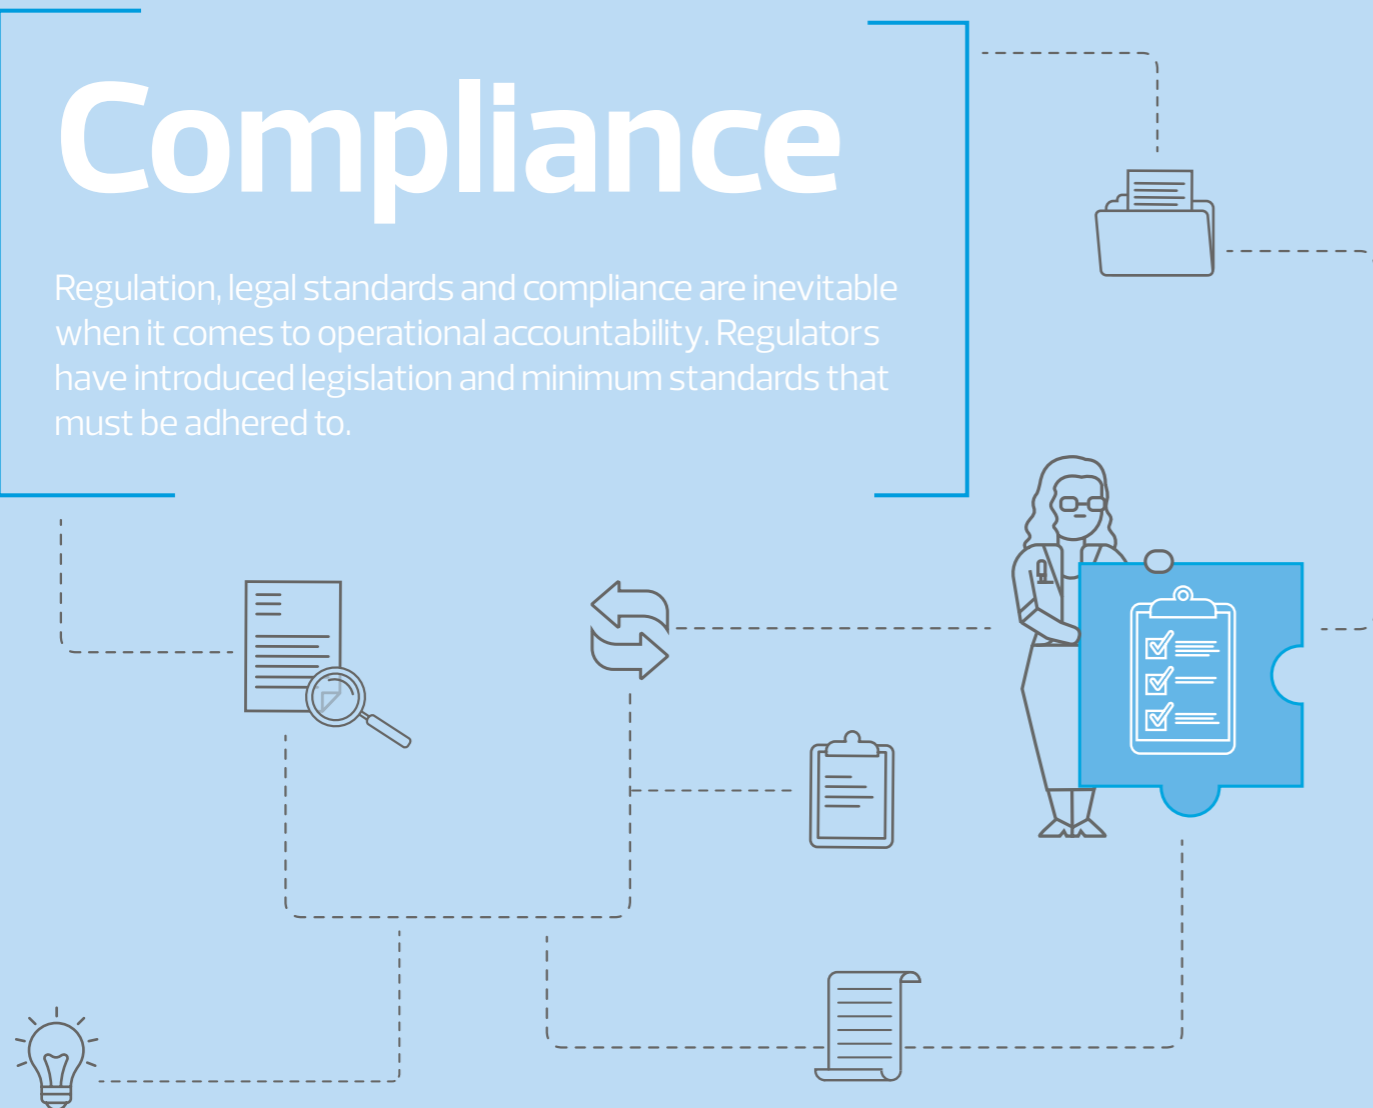 Compliance
Regulation, legal standards and compliance are inevitable
when it comes to operational accountability. Regulators
have introduced legislation and minimum standards that
must be adhered to.